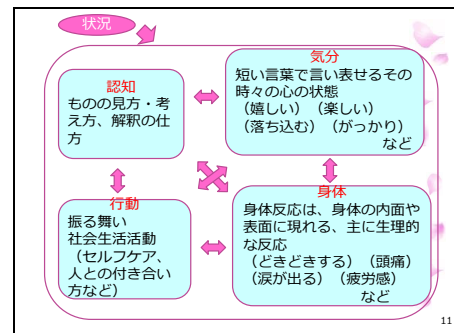 状況
認知
ものの見方・考
え方、解釈の仕
方
気分
短い言葉で言い表せるその
時々の心の状態
（嬉しい）（楽しい）
（落ち込む）（がっかり）
など
行動
振る舞い
社会生活活動
（セルフケア、
人との付き合い
方など）
身体
身体反応は、身体の内面や
表面に現れる、主に生理的
な反応
（どきどきする）（頭痛）
（涙が出る）（疲労感）
など
11